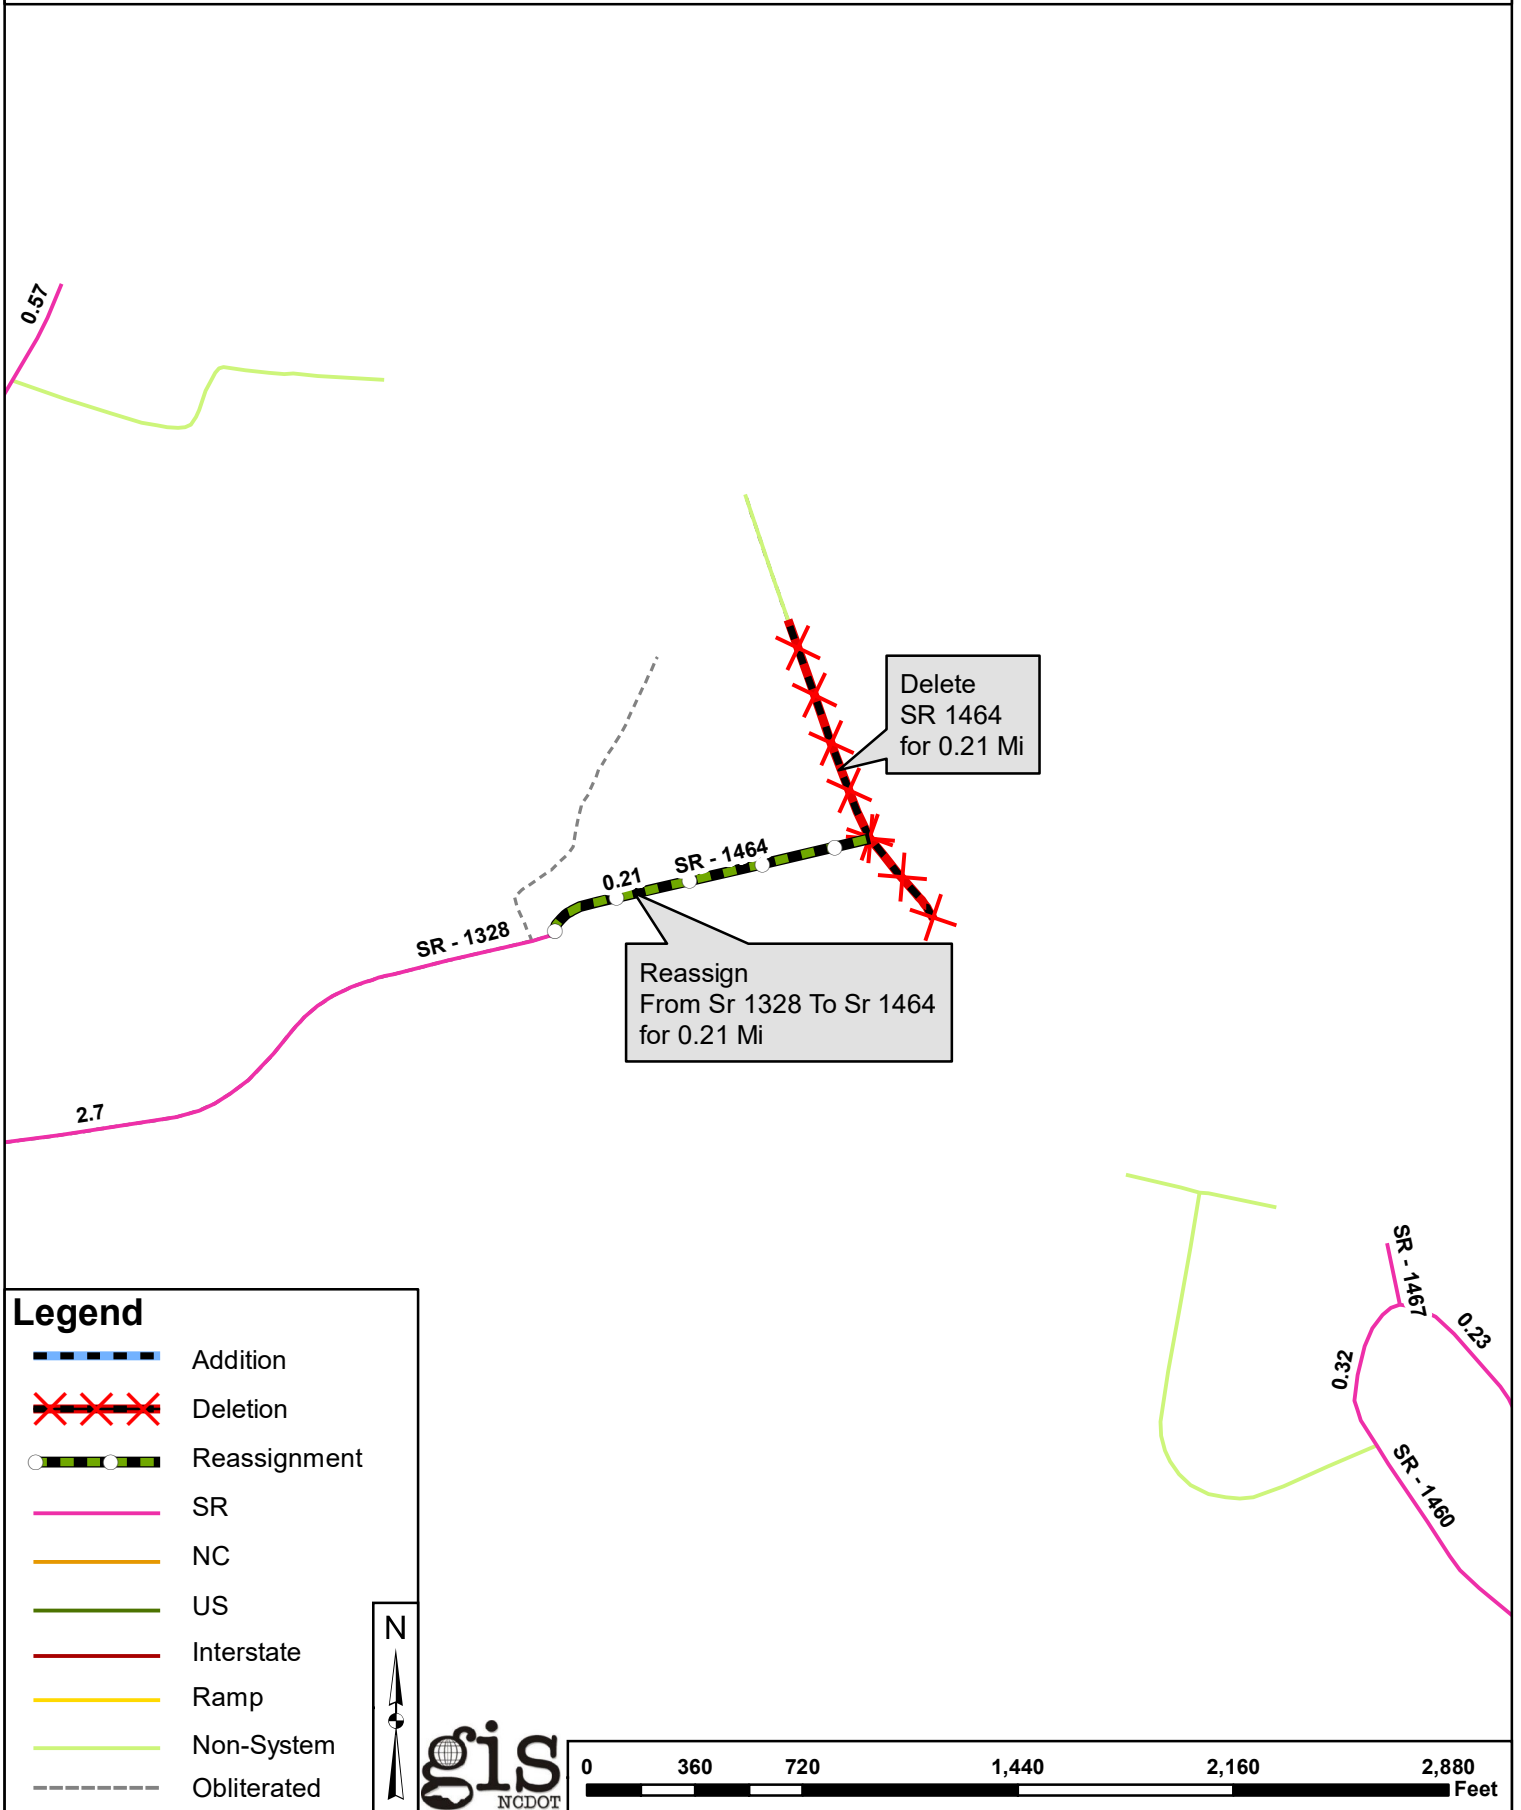 0.57
Delete
SR 1464
for 0.21 Mi
SR - 1464
0.21
SR - 1328
Reassign
From Sr 1328 To Sr 1464
for 0.21 Mi
2.7
SR - 1467
0.23
0.32
SR - 1460
Legend
Addition
Deletion
Reassignment
SR
NC
US
Interstate
Ramp
Non-System
Obliterated
N
gis
NCDOT
0 360 720 1,440 2,160 2,880
Feet